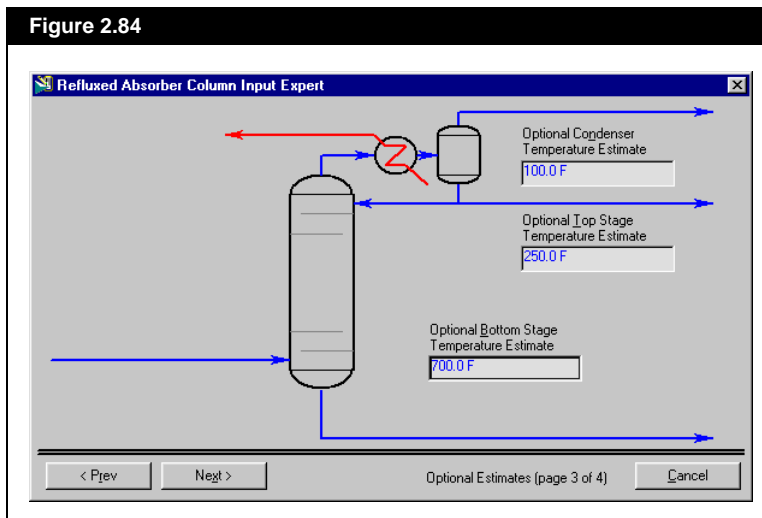 Figure 2.84
Refluxed Absorber Column Input Expert
Optional Condenser
Temperature Estimate
100.0 F
Optional Top Stage
Temperature Estimate
250.0 F
Optional Bottom Stage
Temperature Estimate
700.0 F
< Prev
Next >
Optional Estimates (page 3 of 4)
Cancel